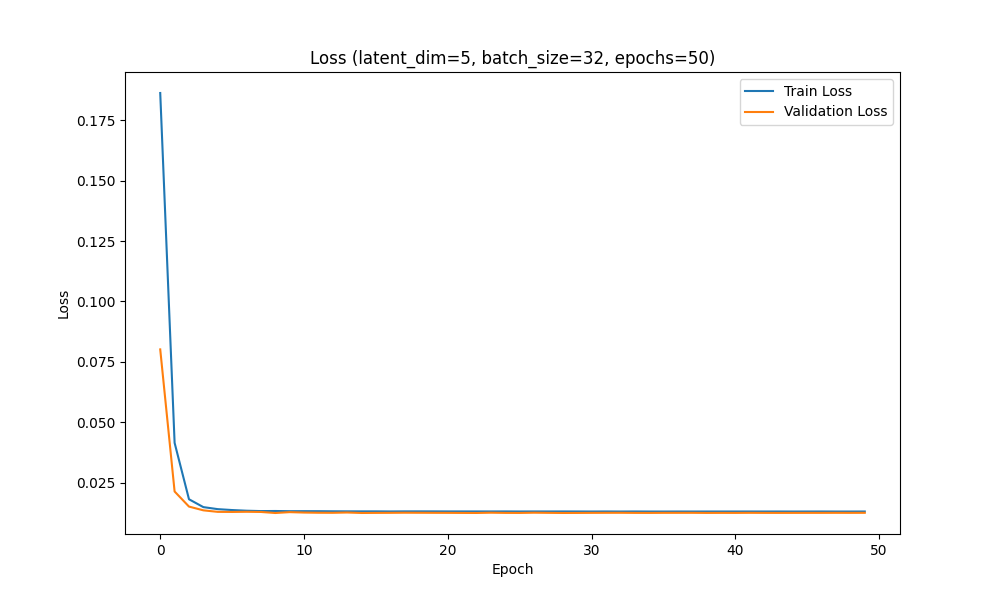 Loss (latent_dim=5, batch_size=32, epochs=50)
Train Loss
Validation Loss
0.175
0.150
0.125
0.100
0.075
0.050
0.025
Loss
0 10 20 30 40 50
Epoch